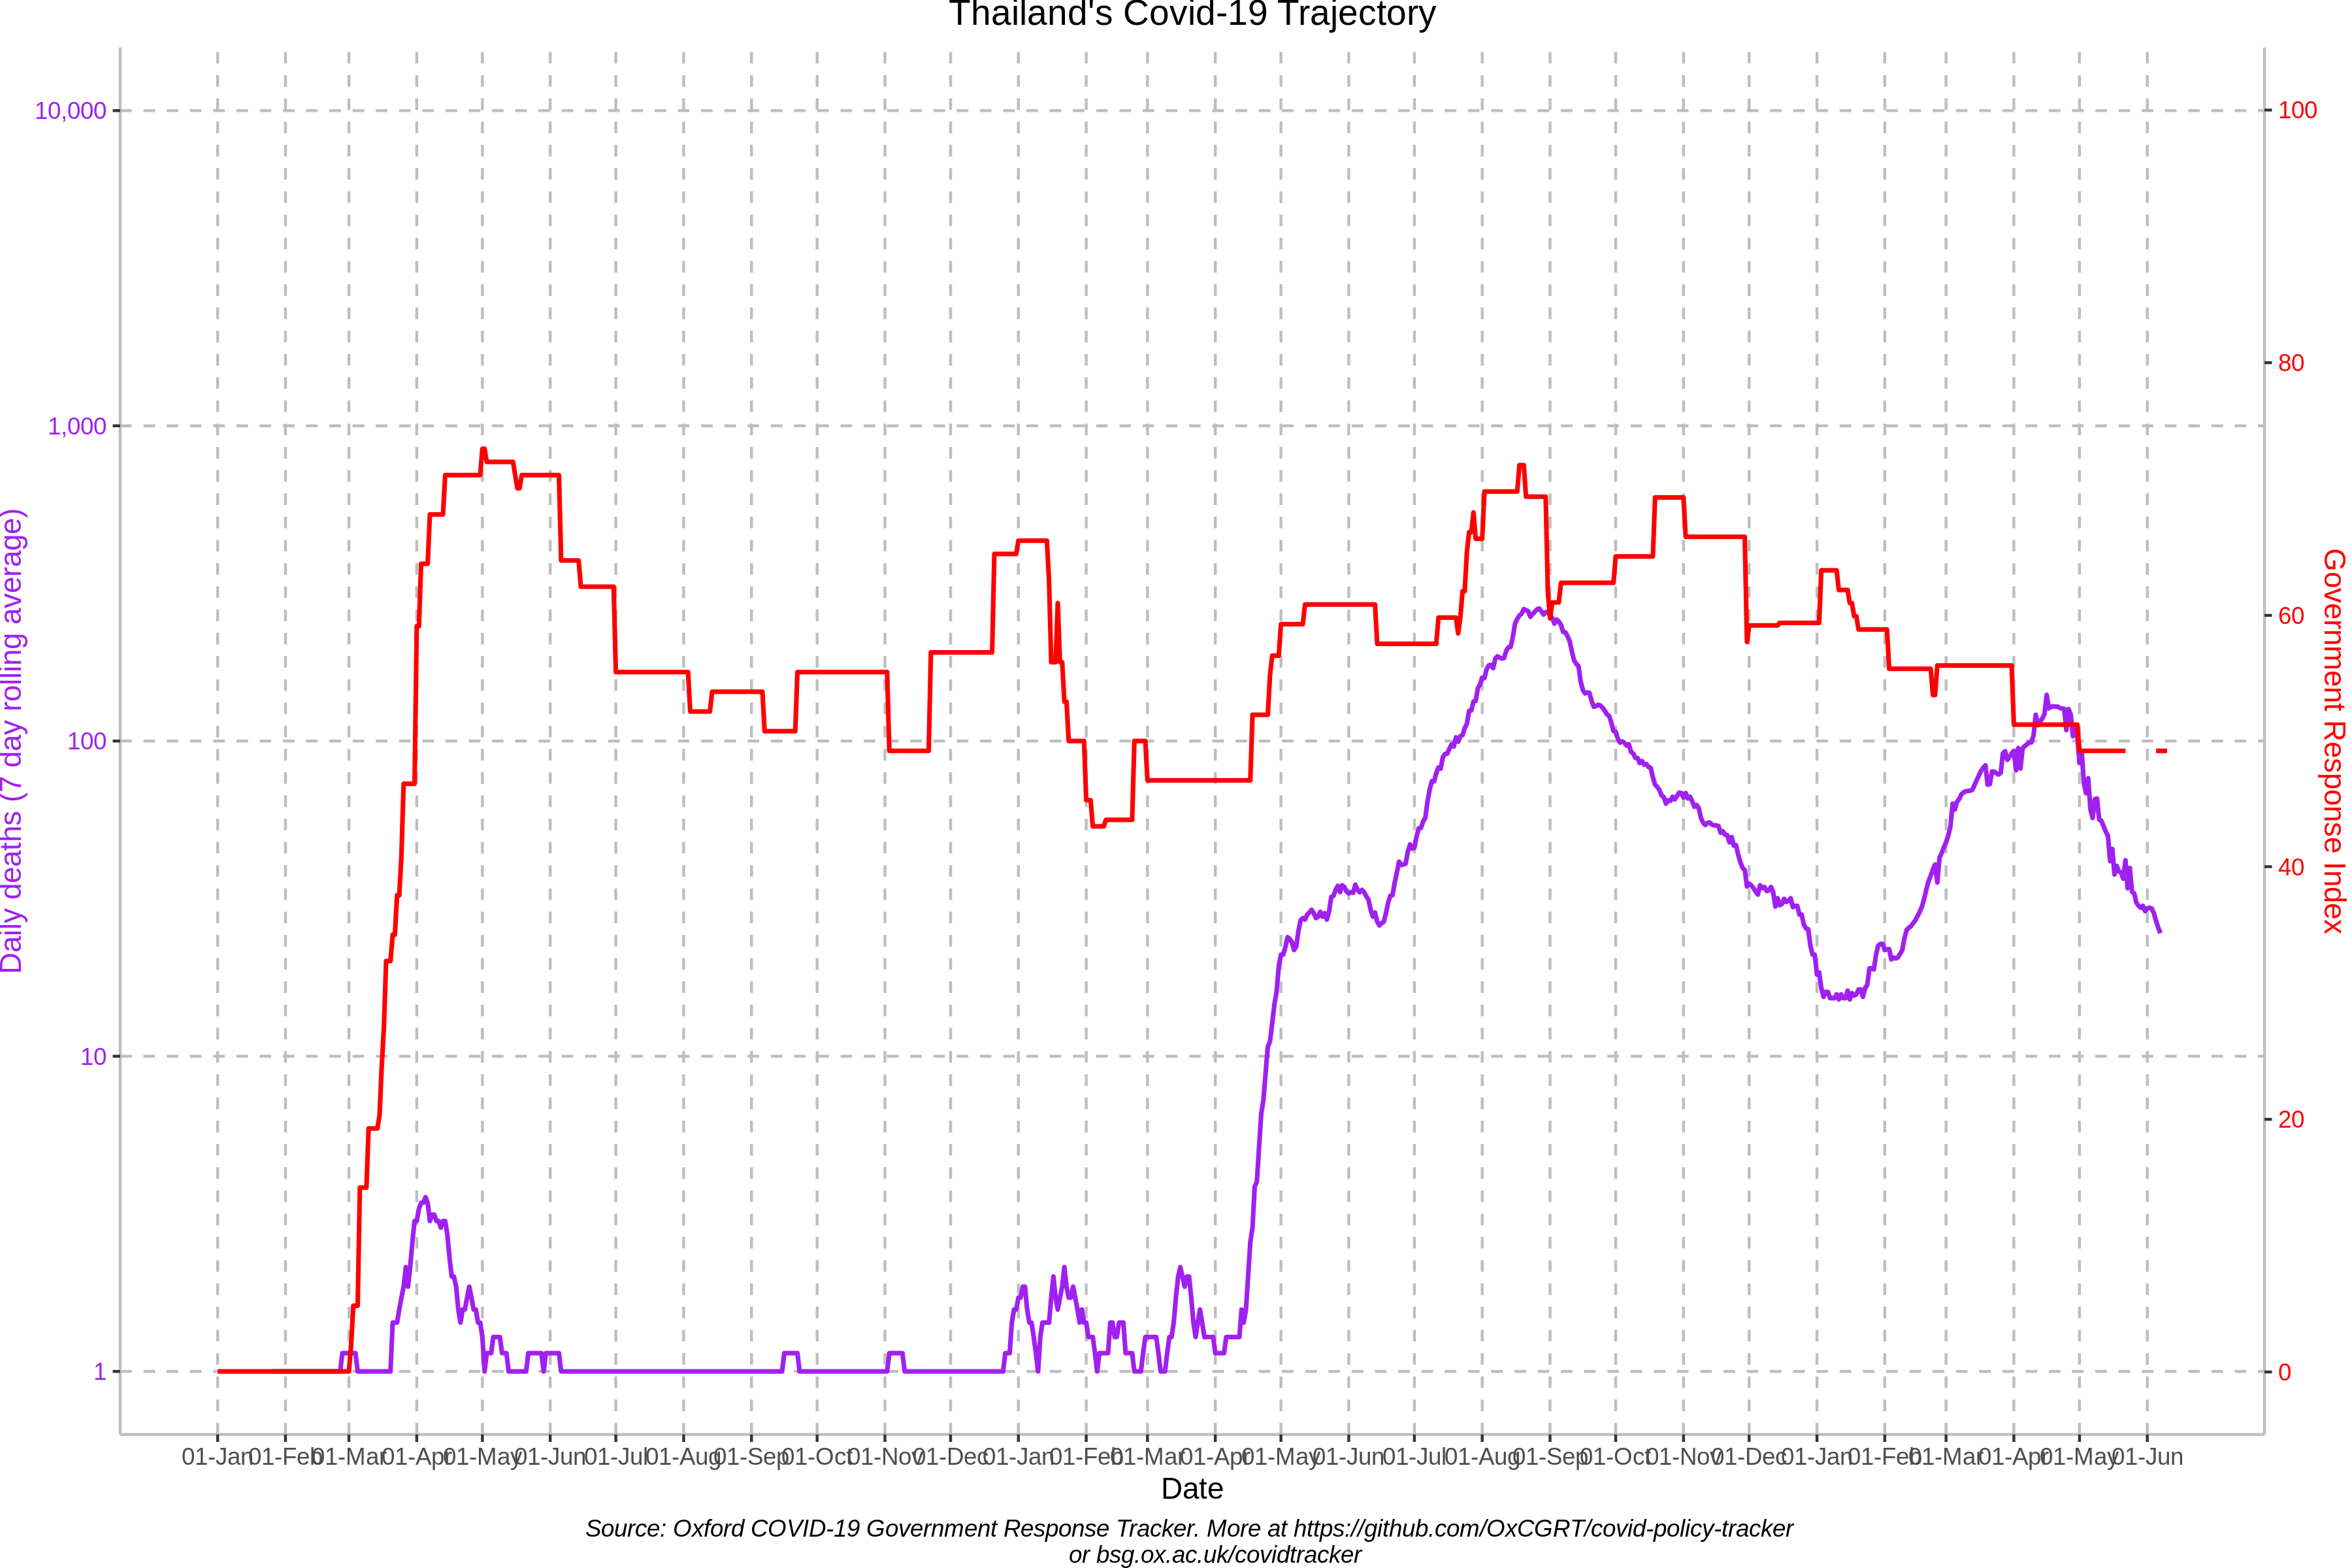 Thailand's Covid-19 Trajectory
10,000
1,000
100
10
1
Daily deaths (7 day rolling average)
100
80
60
40
20
0
Government Response Index
01-Jan 01-Feb 01-Mar 01-Apr 01-May 01-Jun 01-Jul 01-Aug 01-Sep 01-Oct 01-Nov 01-Dec 01-Jan 01-Feb 01-Mar 01-Apr 01-May 01-Jun 01-Jul 01-Aug 01-Sep 01-Oct 01-Nov 01-Dec 01-Jan 01-Feb 01-Mar 01-Apr 01-May 01-Jun
Date
Source: Oxford COVID-19 Government Response Tracker. More at https://github.com/OxCGRT/covid-policy-tracker
or bsg.ox.ac.uk/covidtracker